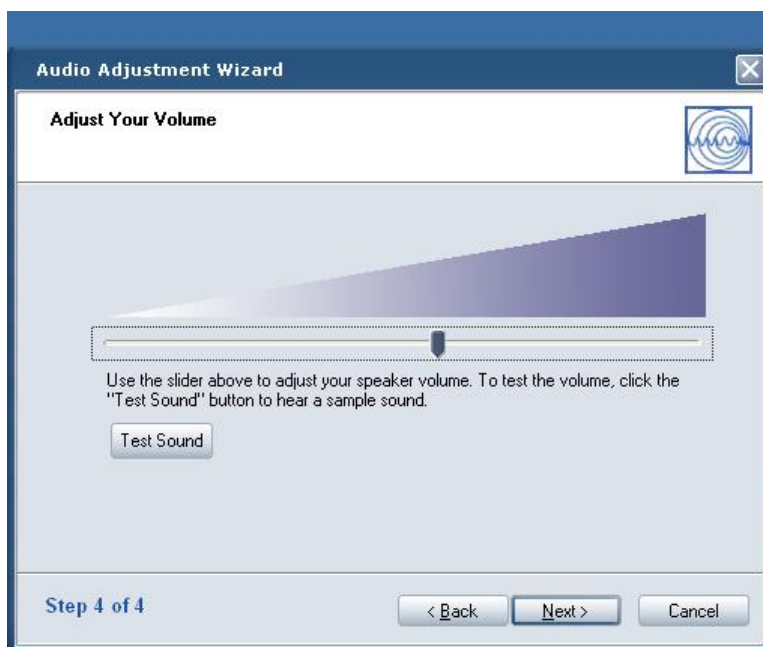 Audio Adjustment Wizard
Adjust Your Volume
Use the slider above to adjust your speaker volume. To test the volume, click the
"Test Sound" button to hear a sample sound.
Test Sound
Step 4 of 4
< Back
Next >
Cancel